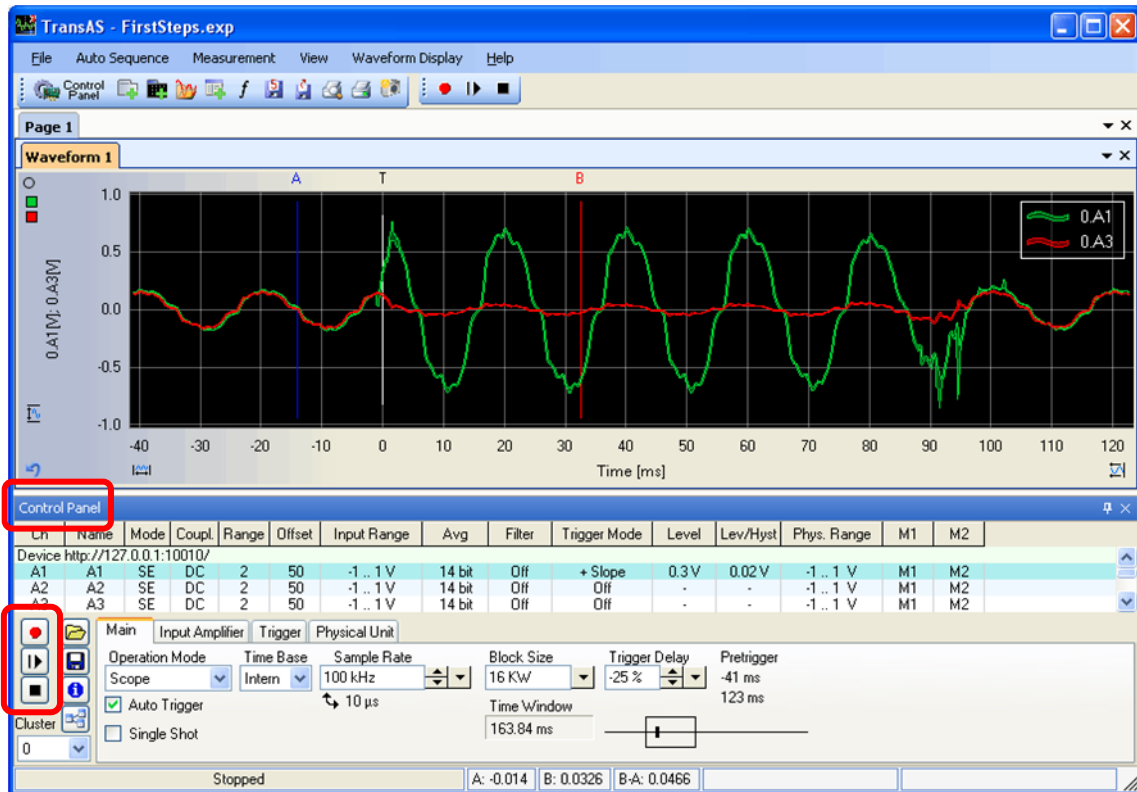 TransAS - FirstSteps.exp
File Auto Sequence Measurement View Waveform Display Help
Control Panel f 5
Page 1
Waveform 1
A T B
1.0
0.5
0.0
-0.5
-1.0
0.A1 [V]; 0.A3[V]
0.A1
0.A3
-40 -30 -20 -10 0 10 20 30 40 50 60 70 80 90 100 110 120
Time [ms]
Control Panel
Ch Name Mode Coupl. Range Offset Input Range Avg Filter Trigger Mode Level Lev/Hyst Phys. Range M1 M2
Device http://127.0.0.1:10010/
A1 A1 SE DC 2 50 -1 .. 1 V 14 bit Off + Slope 0.3 V 0.02 V -1 .. 1 V M1 M2
A2 A2 SE DC 2 50 -1 .. 1 V 14 bit Off Off - - -1 .. 1 V M1 M2
A3 A3 SE DC 2 50 -1 .. 1 V 14 bit Off Off - - -1 .. 1 V M1 M2
Main Input Amplifier Trigger Physical Unit
Operation Mode Time Base Sample Rate Block Size Trigger Delay Pretrigger
Scope Intern 100 kHz 16 KW -25 % -41 ms
Auto Trigger 10 µs 123 ms
Time Window
Single Shot 163.84 ms
Cluster
0
Stopped A: -0.014 B: 0.0326 B-A: 0.0466